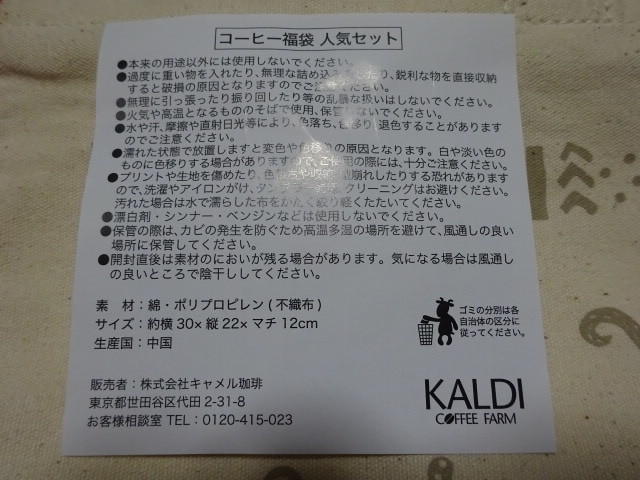 コーヒー福袋 人気セット
●本来の用途以外には使用しないでください。
●過度に重い物を入れたり、無理な詰め込みをしたり、鋭利な物を直接収納
すると破損の原因となりますのでご注意ください。
●無理に引っ張ったり振り回したり等の乱暴な扱いはしないでください。
●火気や高温となるもののそばで使用、保管しないでください。
●水や汗、摩擦や直射日光等により、色落ち、色移り、退色することがあります
のでご注意ください。
●濡れた状態で放置しますと変色や色移りの原因となります。白や淡い色の
ものに色移りする場合がありますので、ご使用の際には、十分ご注意ください。
●プリントや生地を傷めたり、色落ちや収縮、型崩れしたりする恐れがあります
ので、洗濯やアイロンがけ、タンブラー乾燥、クリーニングはお避けください。
汚れた場合は水で濡らした布をかたく絞り軽くたたいてください。
●漂白剤・シンナー・ベンジンなどは使用しないでください。
●保管の際は、カビの発生を防ぐため高温多湿の場所を避けて、風通しの良い
場所に保管してください。
●開封直後は素材のにおいが残る場合があります。気になる場合は風通し
の良いところで陰干ししてください。
素 材：綿・ポリプロピレン(不織布)
サイズ：約横30×縦22×マチ12cm
生産国：中国
ゴミの分別は各
自治体の区分に
従ってください。
販売者：株式会社キャメル珈琲
東京都世田谷区代田2-31-8
お客様相談室 TEL：0120-415-023
KALDI
COFFEE FARM